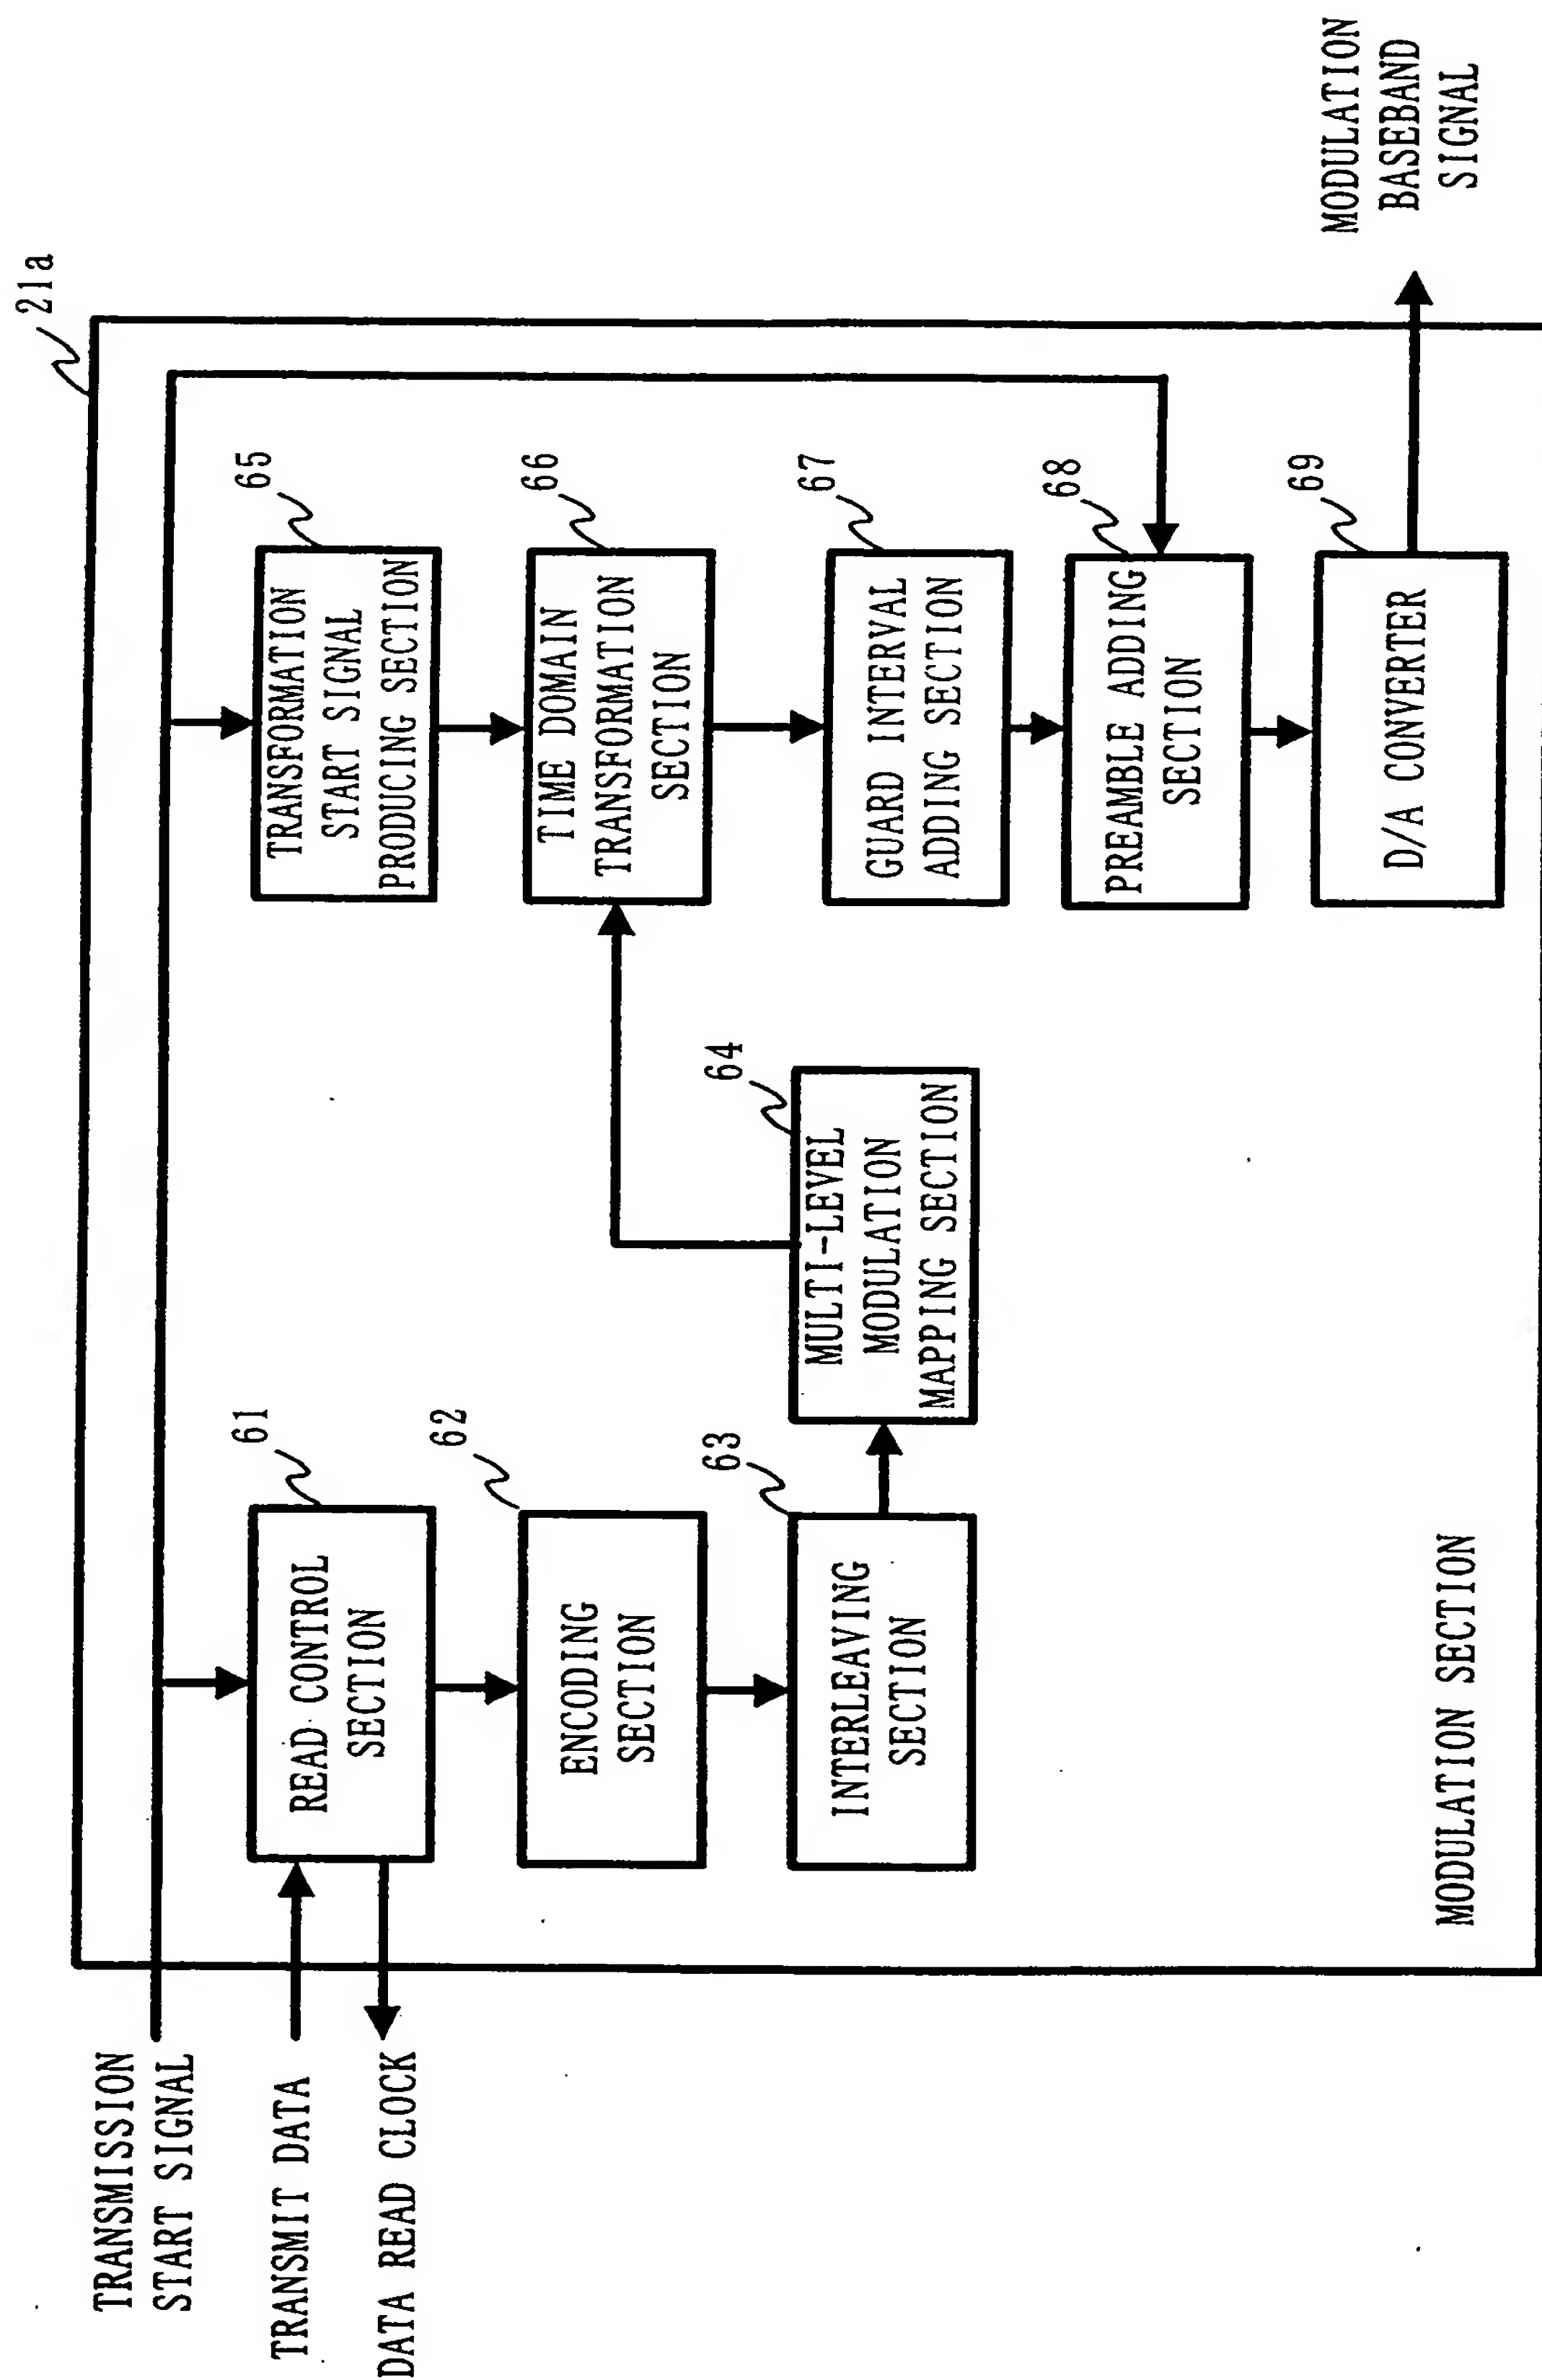 21a
TRANSMISSION
START SIGNAL
TRANSMIT DATA
DATA READ CLOCK
61
READ CONTROL
SECTION
62
ENCODING
SECTION
63
INTERLEAVING
SECTION
64
MULTI-LEVEL
MODULATION
MAPPING SECTION
65
TRANSFORMATION
START SIGNAL
PRODUCING SECTION
66
TIME DOMAIN
TRANSFORMATION
SECTION
67
GUARD INTERVAL
ADDING SECTION
68
PREAMBLE ADDING
SECTION
69
D/A CONVERTER
MODULATION
BASEBAND
SIGNAL
MODULATION SECTION